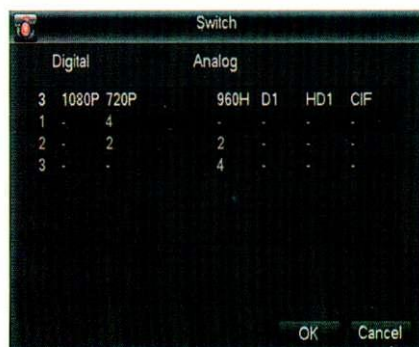 Switch
Digital Analog
3 1080P 720P 960H D1 HD1 CIF
1 - 4 - - - -
2 - 2 2 - - -
3 - - 4 - - -
OK Cancel